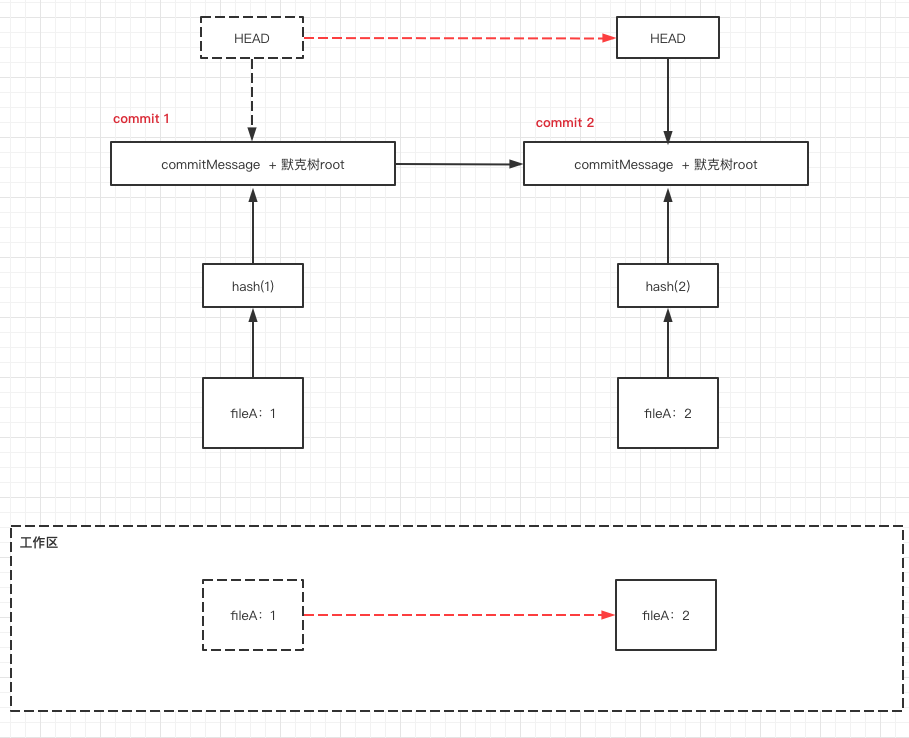 HEAD
HEAD
commit 1
commit 2
commitMessage + 默克树root
commitMessage + 默克树root
hash(1)
hash(2)
fileA：1
fileA：2
工作区
fileA：1
fileA：2